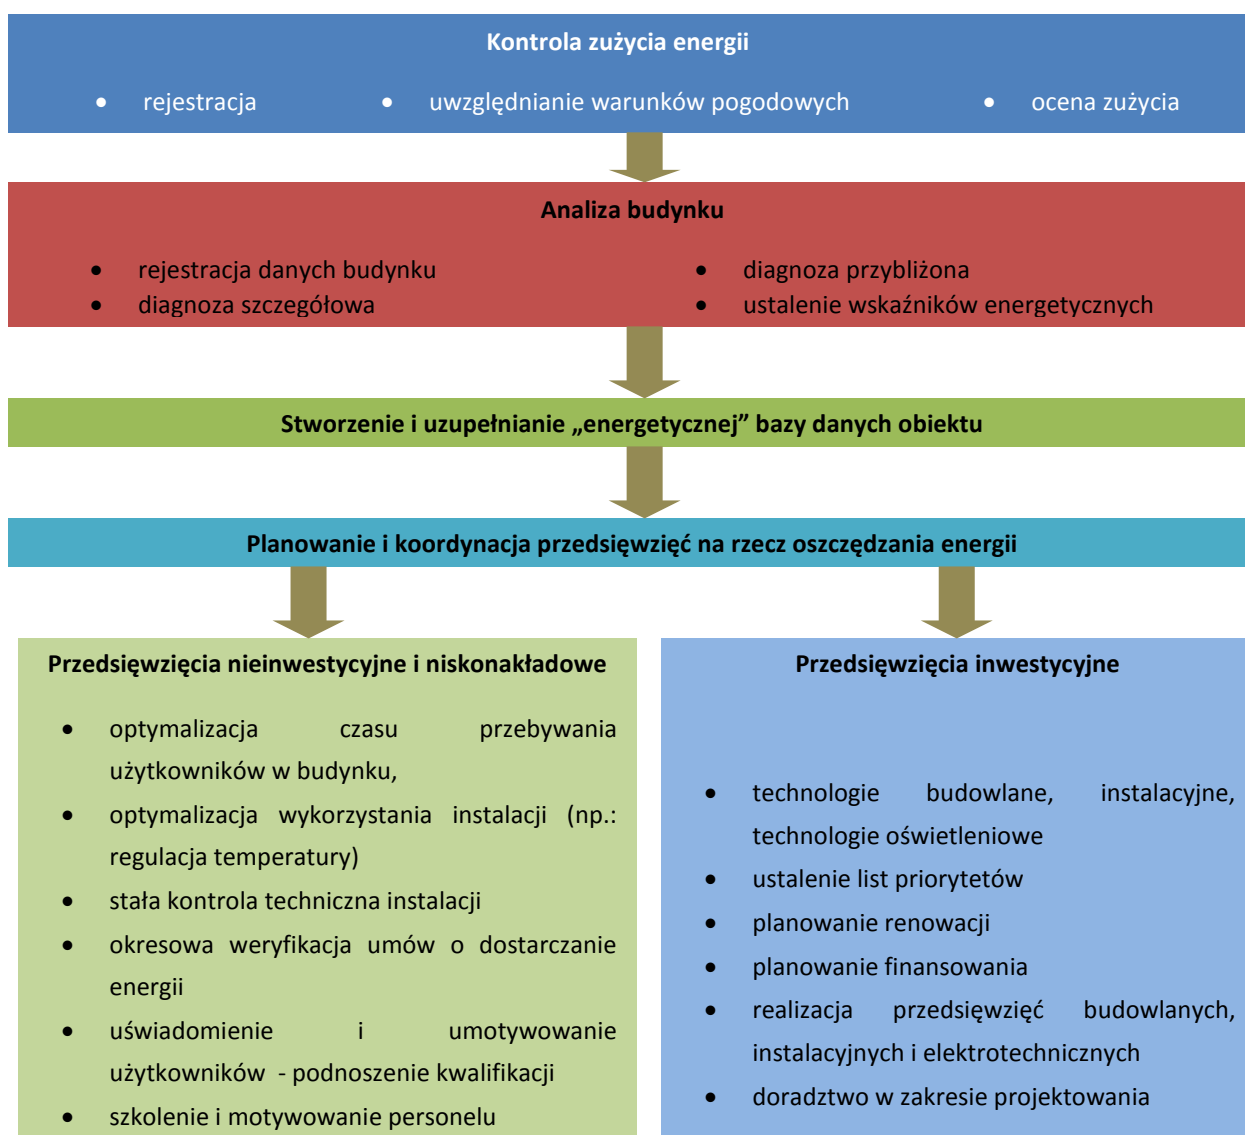 Kontrola zużycia energii
• rejestracja • uwzględnianie warunków pogodowych • ocena zużycia
Analiza budynku
• rejestracja danych budynku • diagnoza przybliżona
• diagnoza szczegółowa • ustalenie wskaźników energetycznych
Stworzenie i uzupełnianie „energetycznej” bazy danych obiektu
Planowanie i koordynacja przedsięwzięć na rzecz oszczędzania energii
Przedsięwzięcia nieinwestycyjne i niskonakładowe
• optymalizacja czasu przebywania
użytkowników w budynku,
• optymalizacja wykorzystania instalacji (np.:
regulacja temperatury)
• stała kontrola techniczna instalacji
• okresowa weryfikacja umów o dostarczanie
energii
• uświadomienie i umotywowanie
użytkowników - podnoszenie kwalifikacji
• szkolenie i motywowanie personelu
Przedsięwzięcia inwestycyjne
• technologie budowlane, instalacyjne,
technologie oświetleniowe
• ustalenie list priorytetów
• planowanie renowacji
• planowanie finansowania
• realizacja przedsięwzięć budowlanych,
instalacyjnych i elektrotechnicznych
• doradztwo w zakresie projektowania